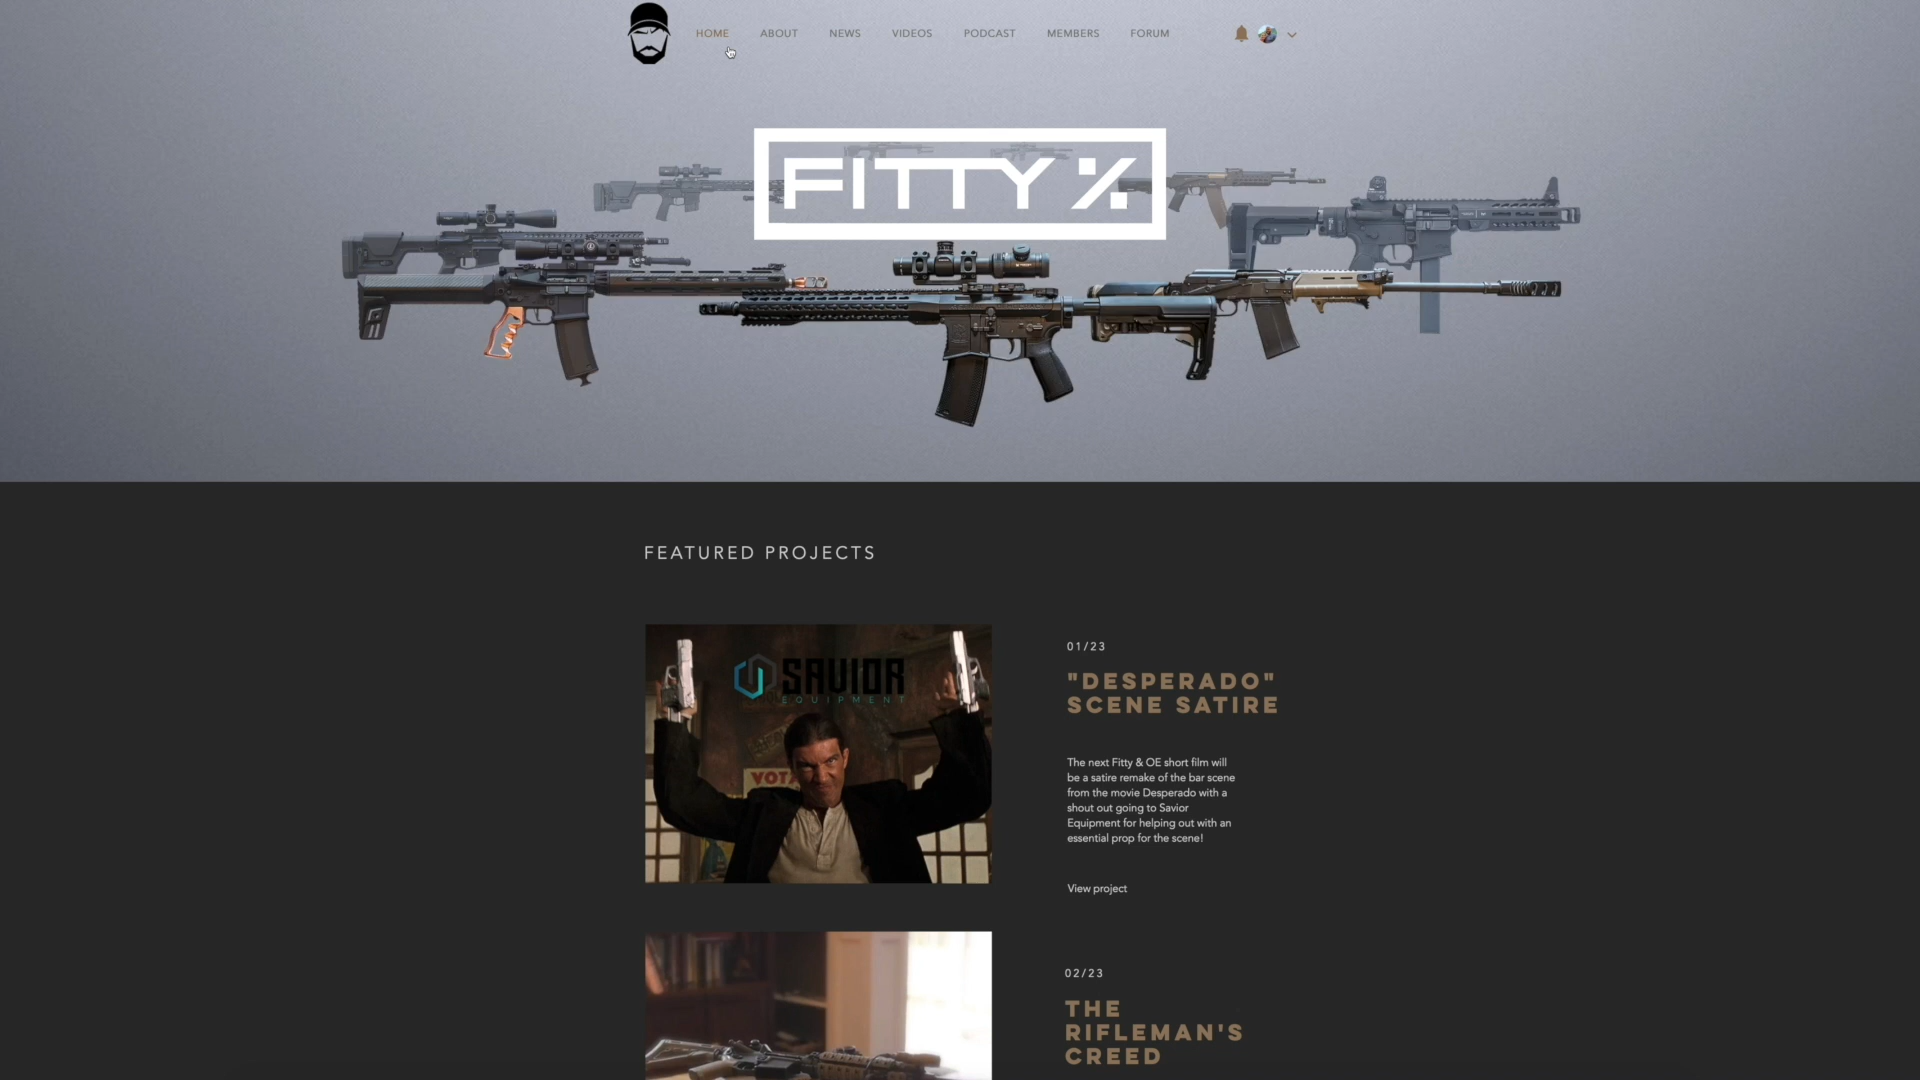 HOME ABOUT NEWS VIDEOS PODCAST MEMBERS FORUM
FITTY %
FEATURED PROJECTS
SAVIOR
EQUIPMENT
01/23
"DESPERADO"
SCENE SATIRE
The next Fitty & OE short film will
be a satire remake of the bar scene
from the movie Desperado with a
shout out going to Savior
Equipment for helping out with an
essential prop for the scene!
View project
02/23
THE
RIFLEMAN'S
CREED